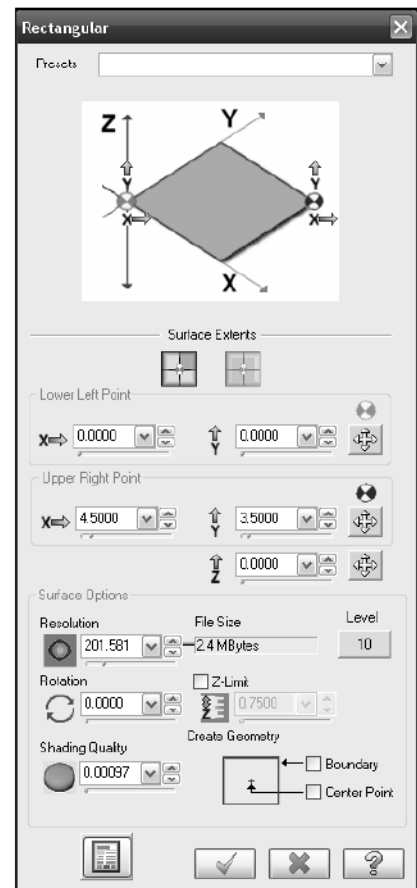 Rectangular
Presets
Z Y
Y Y
X X
X
Surface Extents
Lower Left Point
X 0.0000 Y 0.0000
Upper Right Point
X 4.5000 Y 3.5000
Z 0.0000
Surface Options
Resolution File Size Level
201.581 2.4 MBytes 10
Rotation Z-Limit
0.0000 Z 0.7500
Shading Quality Create Geometry
0.00097 Boundary
Center Point
?